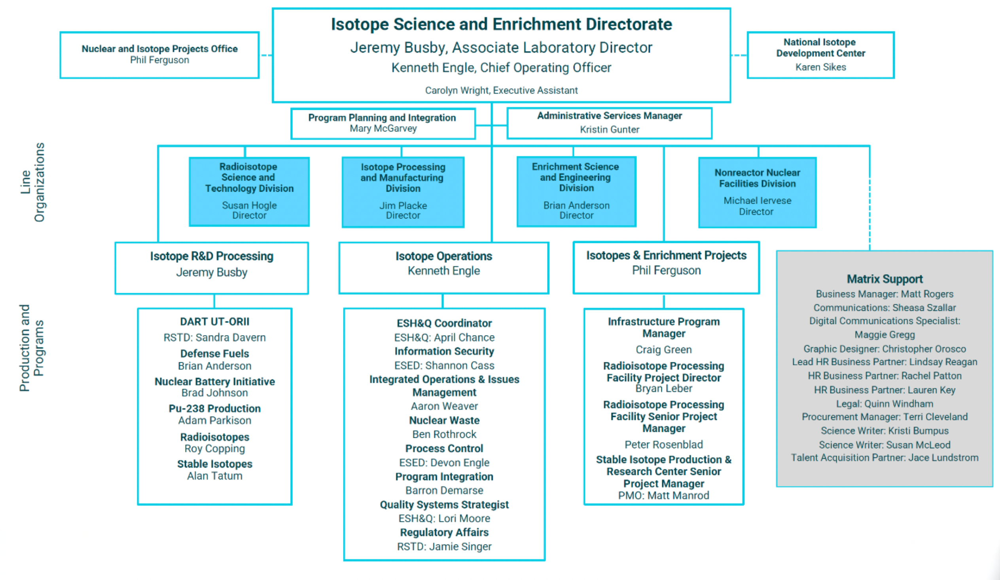 Isotope Science and Enrichment Directorate
Jeremy Busby, Associate Laboratory Director
Kenneth Engle, Chief Operating Officer
Carolyn Wright, Executive Assistant
Nuclear and Isotope Projects Office
Phil Ferguson
National Isotope
Development Center
Karen Sikes
Program Planning and Integration
Mary McGarvey
Administrative Services Manager
Kristin Gunter
Line
Organizations
Radioisotope
Science and
Technology Division
Susan Hogle
Director
Isotope Processing
and Manufacturing
Division
Jim Placke
Director
Enrichment Science
and Engineering
Division
Brian Anderson
Director
Nonreactor Nuclear
Facilities Division
Michael Iervese
Director
Production and
Programs
Isotope R&D Processing
Jeremy Busby
DART UT-ORII
RSTD: Sandra Davern
Defense Fuels
Brian Anderson
Nuclear Battery Initiative
Brad Johnson
Pu-238 Production
Adam Parkison
Radioisotopes
Roy Copping
Stable Isotopes
Alan Tatum
Isotope Operations
Kenneth Engle
ESH&Q Coordinator
ESH&Q: April Chance
Information Security
ESED: Shannon Cass
Integrated Operations & Issues
Management
Aaron Weaver
Nuclear Waste
Ben Rothrock
Process Control
ESED: Devon Engle
Program Integration
Barron Demarse
Quality Systems Strategist
ESH&Q: Lori Moore
Regulatory Affairs
RSTD: Jamie Singer
Isotopes & Enrichment Projects
Phil Ferguson
Infrastructure Program
Manager
Craig Green
Radioisotope Processing
Facility Project Director
Bryan Leber
Radioisotope Processing
Facility Senior Project
Manager
Peter Rosenblad
Stable Isotope Production &
Research Center Senior
Project Manager
PMO: Matt Manrod
Matrix Support
Business Manager: Matt Rogers
Communications: Sheasa Szallar
Digital Communications Specialist:
Maggie Gregg
Graphic Designer: Christopher Orosco
Lead HR Business Partner: Lindsay Reagan
HR Business Partner: Rachel Patton
HR Business Partner: Lauren Key
Legal: Quinn Windham
Procurement Manager: Terri Cleveland
Science Writer: Kristi Bumpus
Science Writer: Susan McLeod
Talent Acquisition Partner: Jace Lundstrom